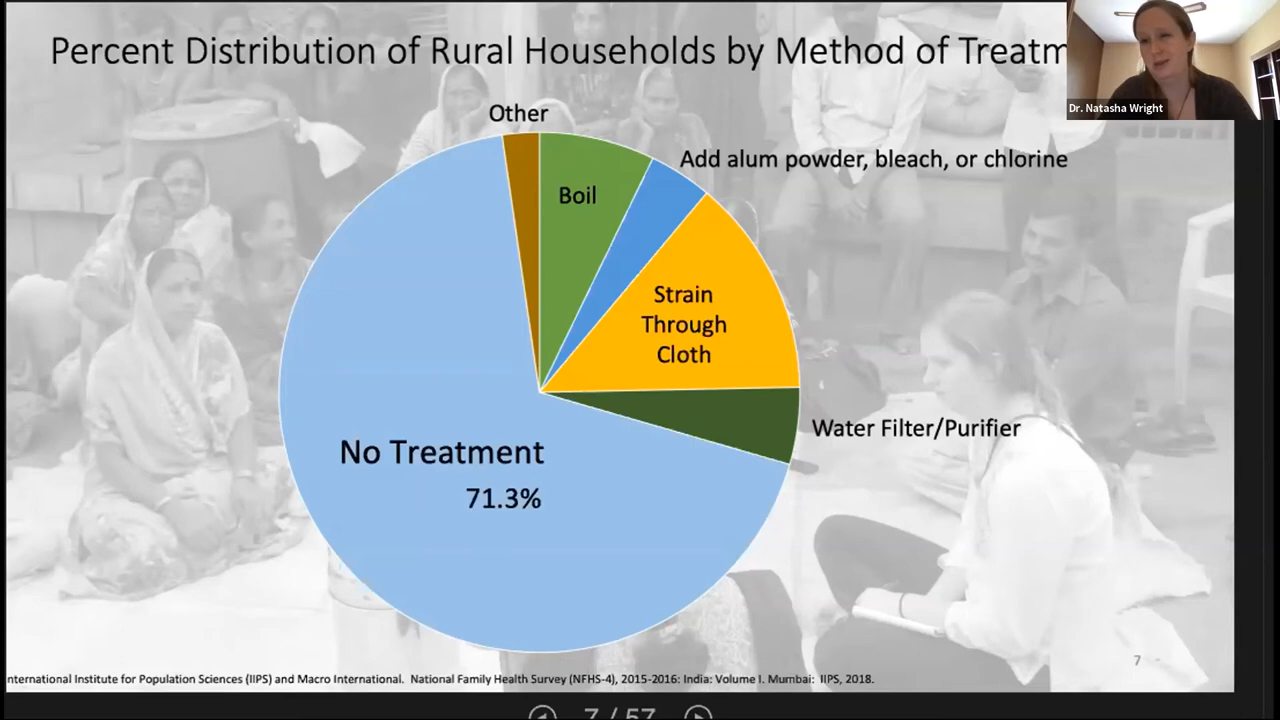 Percent Distribution of Rural Households by Method of
Dr. Natasha Wright
Other
Add alum powder, bleach, or chlorine
Boil
Strain
Through
Cloth
Water Filter/Purifier
No Treatment
71.3%
7
International Institute for Population Sciences (IIPS) and Macro International.  National Family Health Survey (NFHS-4), 2015-2016: India: Volume I. Mumbai:  IIPS, 2018.
7 / 57